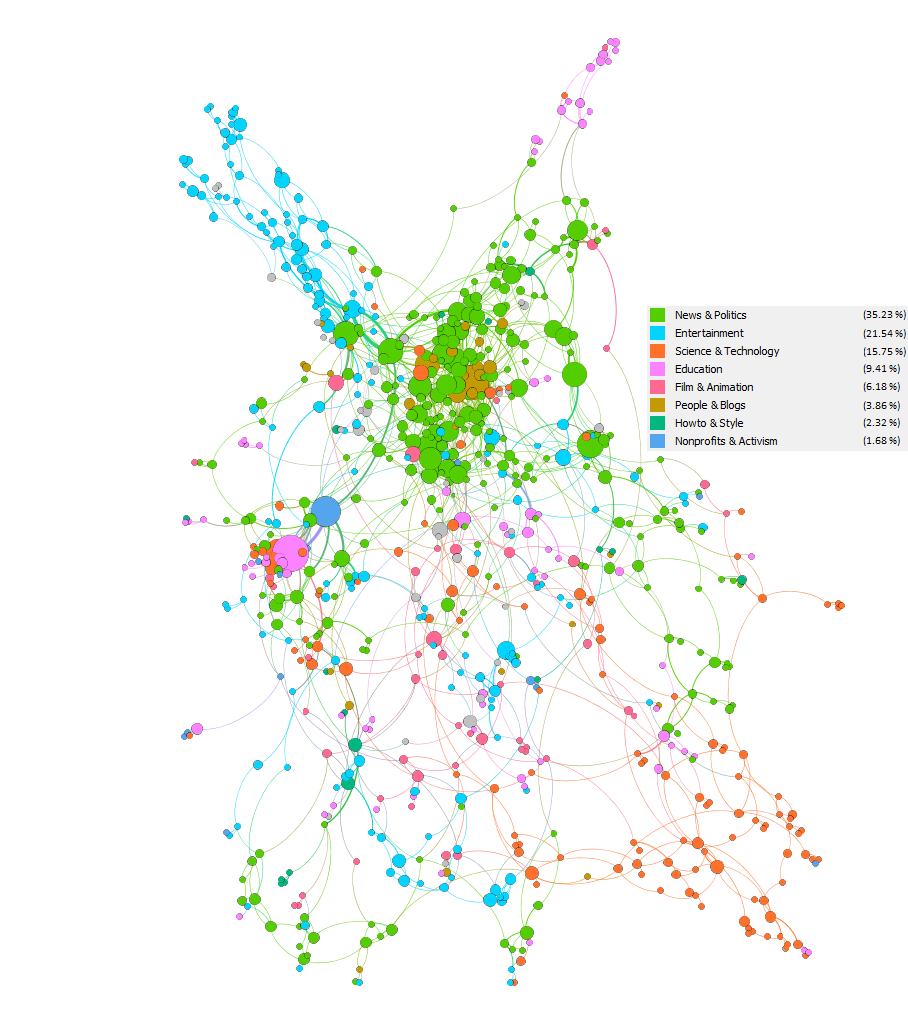 News & Politics (35.23 %)
Entertainment (21.54 %)
Science & Technology (15.75 %)
Education (9.41 %)
Film & Animation (6.18 %)
People & Blogs (3.86 %)
Howto & Style (2.32 %)
Nonprofits & Activism (1.68 %)